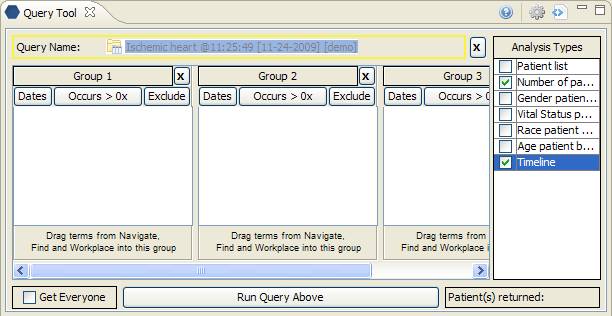 Query Tool
Query Name: Ischemic heart @11:25:49 [11-24-2009] [demo] x
Analysis Types
Patient list
Number of pa...
Gender patien...
Vital Status p...
Race patient ...
Age patient b...
Timeline
Group 1 x
Dates Occurs > 0x Exclude
Drag terms from Navigate,
Find and Workplace into this group
Group 2 x
Dates Occurs > 0x Exclude
Drag terms from Navigate,
Find and Workplace into this group
Group 3
Dates Occurs > 0
Drag terms from
Find and Workplace i
Get Everyone Run Query Above Patient(s) returned: